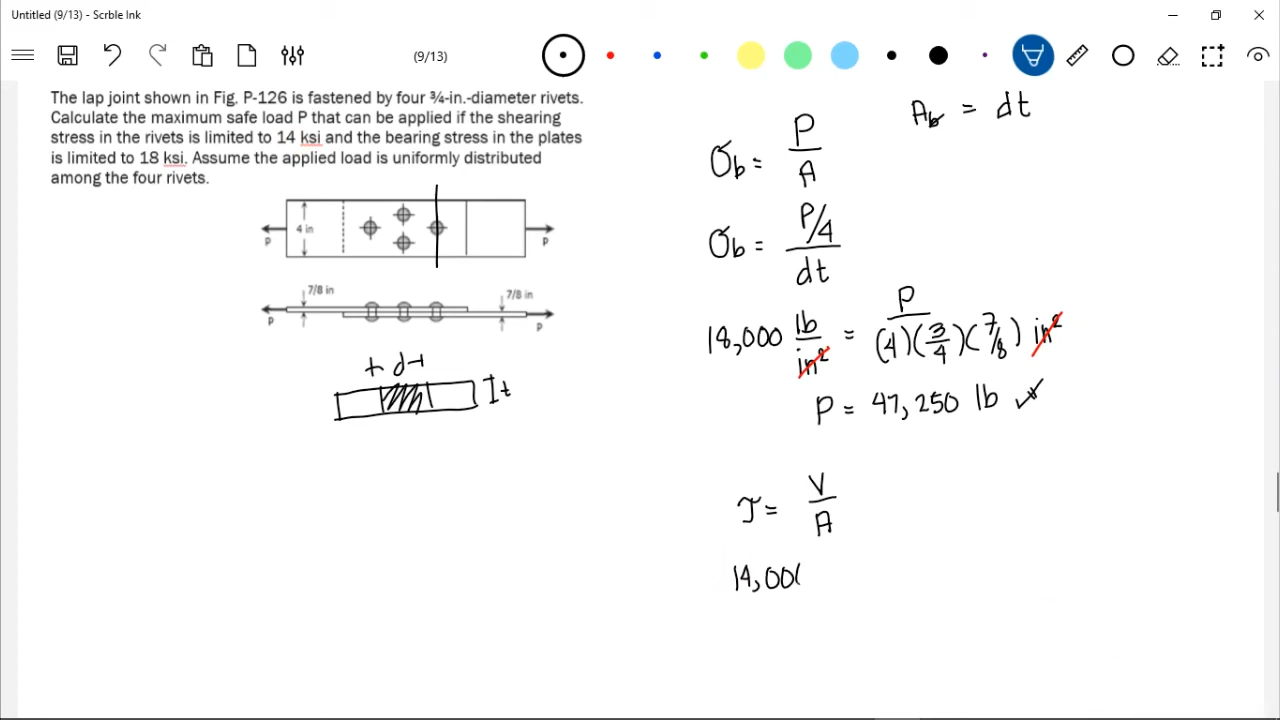 Untitled (9/13) - Scrble Ink
(9/13)
The lap joint shown in Fig. P-126 is fastened by four ¾-in.-diameter rivets.
Calculate the maximum safe load P that can be applied if the shearing
stress in the rivets is limited to 14 ksi and the bearing stress in the plates
is limited to 18 ksi. Assume the applied load is uniformly distributed
among the four rivets.
P
4 in
P
7/8 in
7/8 in
P
P
d
t
σb = P/A
Ab = dt
σb = P/4 / dt
18,000 lb/in² = P / (4)(3/4)(7/8) in²
P = 47,250 lb ✓
τ = V/A
14,000